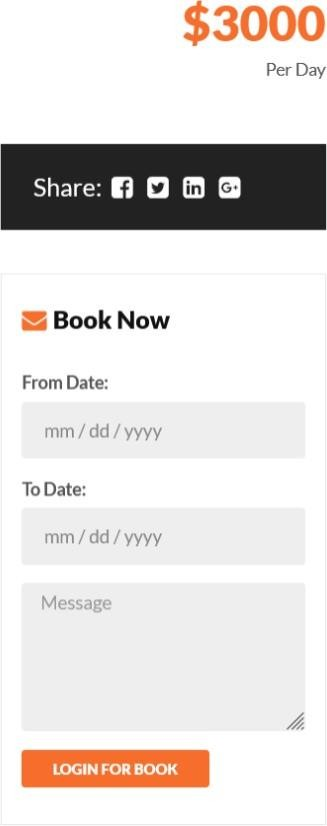 $3000
Per Day
Share:
Book Now
From Date:
mm / dd / yyyy
To Date:
mm / dd / yyyy
Message
LOGIN FOR BOOK